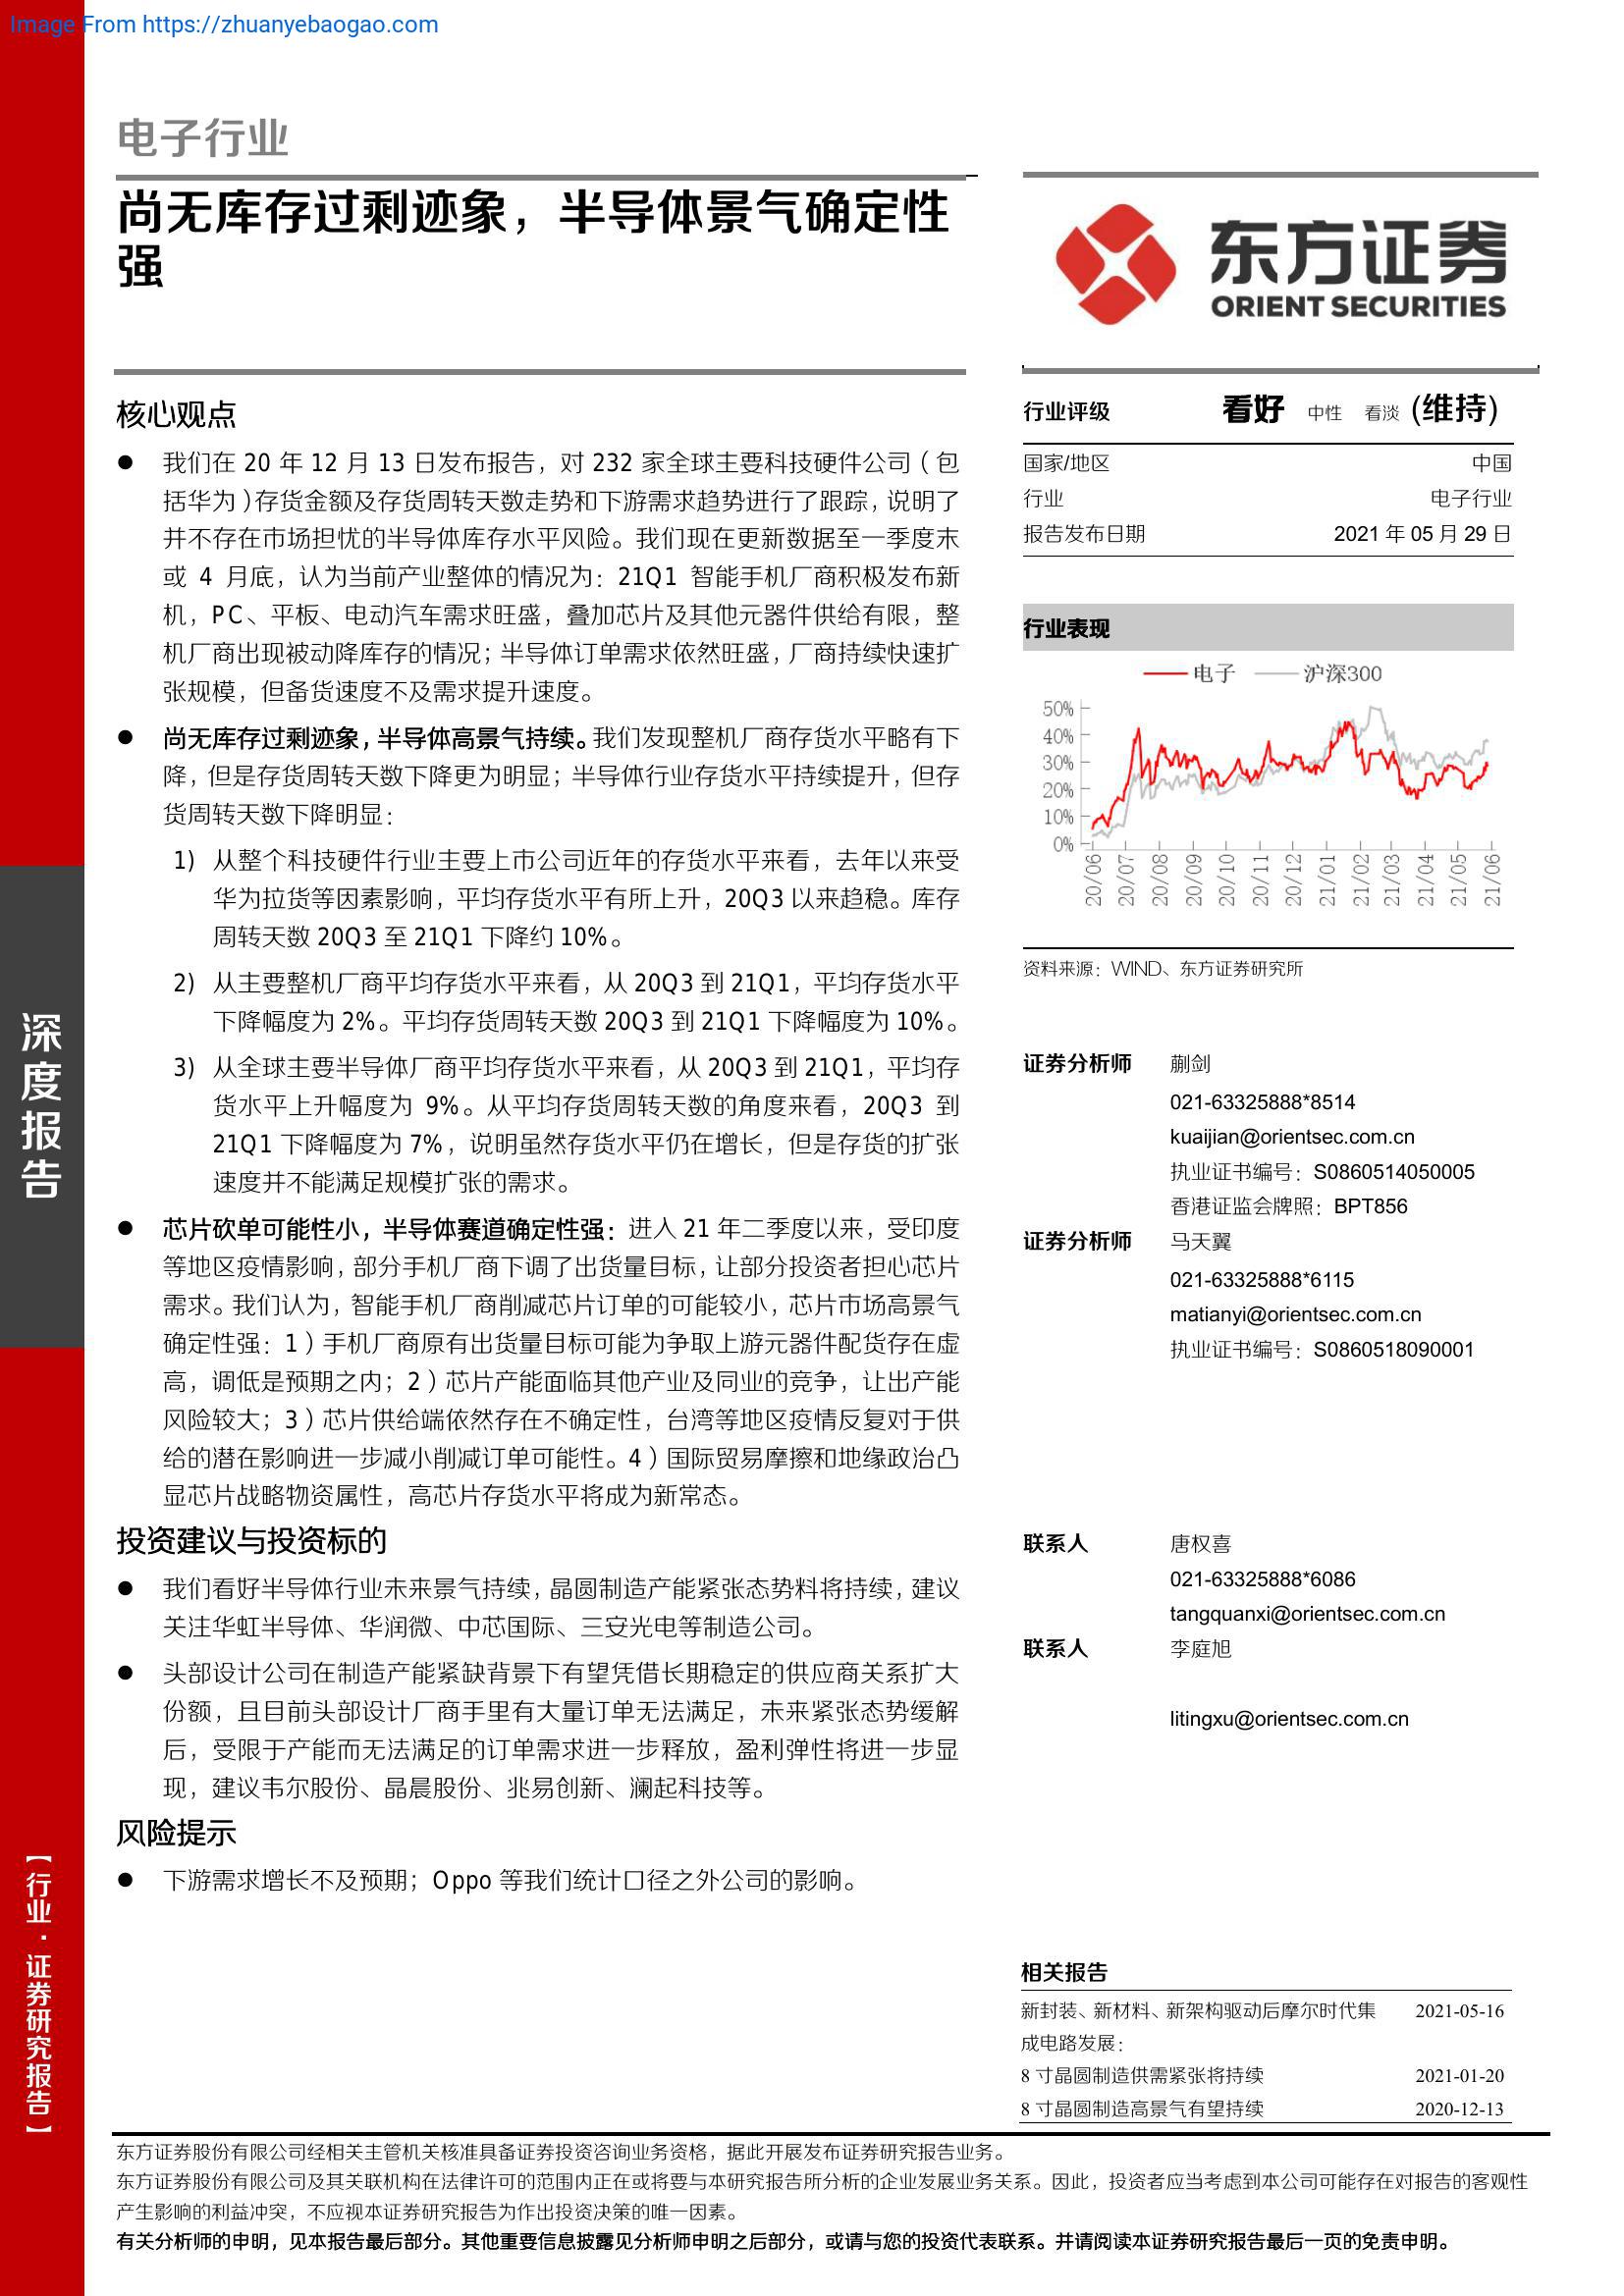 Image From https://zhuanyebaogao.com
电子行业
尚无库存过剩迹象，半导体景气确定性
强
核心观点
● 我们在 20 年 12 月 13 日发布报告，对 232 家全球主要科技硬件公司（包
括华为）存货金额及存货周转天数走势和下游需求趋势进行了跟踪，说明了
并不存在市场担忧的半导体库存水平风险。我们现在更新数据至一季度末
或 4 月底，认为当前产业整体的情况为：21Q1 智能手机厂商积极发布新
机，PC、平板、电动汽车需求旺盛，叠加芯片及其他元器件供给有限，整
机厂商出现被动降库存的情况；半导体订单需求依然旺盛，厂商持续快速扩
张规模，但备货速度不及需求提升速度。
● 尚无库存过剩迹象，半导体高景气持续。我们发现整机厂商存货水平略有下
降，但是存货周转天数下降更为明显；半导体行业存货水平持续提升，但存
货周转天数下降明显：
1) 从整个科技硬件行业主要上市公司近年的存货水平来看，去年以来受
华为拉货等因素影响，平均存货水平有所上升，20Q3 以来趋稳。库存
周转天数 20Q3 至 21Q1 下降约 10%。
2) 从主要整机厂商平均存货水平来看，从 20Q3 到 21Q1，平均存货水平
下降幅度为 2%。平均存货周转天数 20Q3 到 21Q1 下降幅度为 10%。
3) 从全球主要半导体厂商平均存货水平来看，从 20Q3 到 21Q1，平均存
货水平上升幅度为 9%。从平均存货周转天数的角度来看，20Q3 到
21Q1 下降幅度为 7%，说明虽然存货水平仍在增长，但是存货的扩张
速度并不能满足规模扩张的需求。
● 芯片砍单可能性小，半导体赛道确定性强：进入 21 年二季度以来，受印度
等地区疫情影响，部分手机厂商下调了出货量目标，让部分投资者担心芯片
需求。我们认为，智能手机厂商削减芯片订单的可能较小，芯片市场高景气
确定性强：1）手机厂商原有出货量目标可能为争取上游元器件配货存在虚
高，调低是预期之内；2）芯片产能面临其他产业及同业的竞争，让出产能
风险较大；3）芯片供给端依然存在不确定性，台湾等地区疫情反复对于供
给的潜在影响进一步减小削减订单可能性。4）国际贸易摩擦和地缘政治凸
显芯片战略物资属性，高芯片存货水平将成为新常态。
投资建议与投资标的
● 我们看好半导体行业未来景气持续，晶圆制造产能紧张态势料将持续，建议
关注华虹半导体、华润微、中芯国际、三安光电等制造公司。
● 头部设计公司在制造产能紧缺背景下有望凭借长期稳定的供应商关系扩大
份额，且目前头部设计厂商手里有大量订单无法满足，未来紧张态势缓解
后，受限于产能而无法满足的订单需求进一步释放，盈利弹性将进一步显
现，建议韦尔股份、晶晨股份、兆易创新、澜起科技等。
风险提示
● 下游需求增长不及预期；Oppo 等我们统计口径之外公司的影响。
东方证券
ORIENT SECURITIES
行业评级 看好 中性 看淡 (维持)
国家/地区 中国
行业 电子行业
报告发布日期 2021 年 05 月 29 日
行业表现
电子 沪深300
50%
40%
30%
20%
10%
0%
20/06 20/07 20/08 20/09 20/10 20/11 20/12 21/01 21/02 21/03 21/04 21/05 21/06
资料来源：WIND、东方证券研究所
证券分析师 蒯剑
021-63325888*8514
kuaijian@orientsec.com.cn
执业证书编号：S0860514050005
香港证监会牌照：BPT856
证券分析师 马天翼
021-63325888*6115
matianyi@orientsec.com.cn
执业证书编号：S0860518090001
联系人 唐权喜
021-63325888*6086
tangquanxi@orientsec.com.cn
联系人 李庭旭
litingxu@orientsec.com.cn
相关报告
新封装、新材料、新架构驱动后摩尔时代集 2021-05-16
成电路发展：
8 寸晶圆制造供需紧张将持续 2021-01-20
8 寸晶圆制造高景气有望持续 2020-12-13
深度报告
【行业·证券研究报告】
东方证券股份有限公司经相关主管机关核准具备证券投资咨询业务资格，据此开展发布证券研究报告业务。
东方证券股份有限公司及其关联机构在法律许可的范围内正在或将要与本研究报告所分析的企业发展业务关系。因此，投资者应当考虑到本公司可能存在对报告的客观性
产生影响的利益冲突，不应视本证券研究报告为作出投资决策的唯一因素。
有关分析师的申明，见本报告最后部分。其他重要信息披露见分析师申明之后部分，或请与您的投资代表联系。并请阅读本证券研究报告最后一页的免责申明。